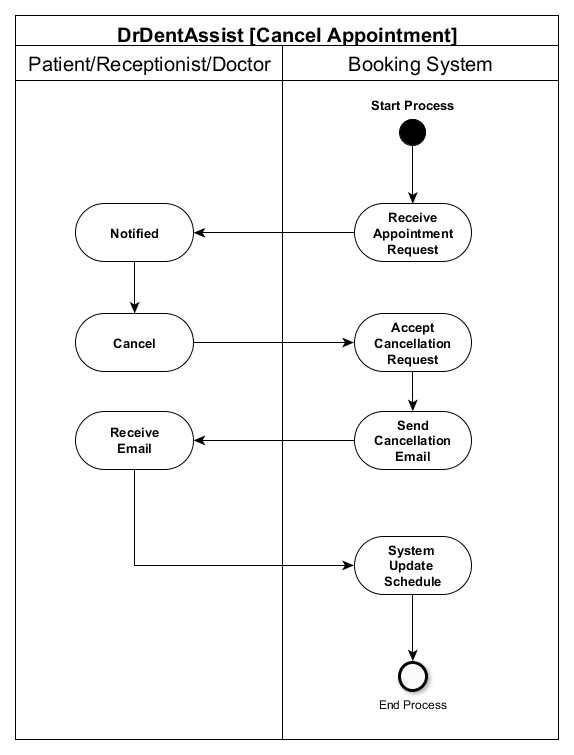 DrDentAssist [Cancel Appointment]
Patient/Receptionist/Doctor
Booking System
Start Process
Receive
Appointment
Request
Notified
Cancel
Accept
Cancellation
Request
Send
Cancellation
Email
Receive
Email
System
Update
Schedule
End Process